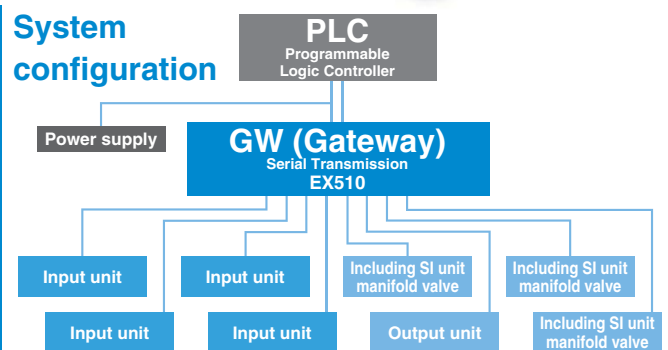 System
configuration
PLC
Programmable
Logic Controller
Power supply
GW (Gateway)
Serial Transmission
EX510
Input unit
Input unit
Including SI unit
manifold valve
Including SI unit
manifold valve
Input unit
Input unit
Output unit
Including SI unit
manifold valve